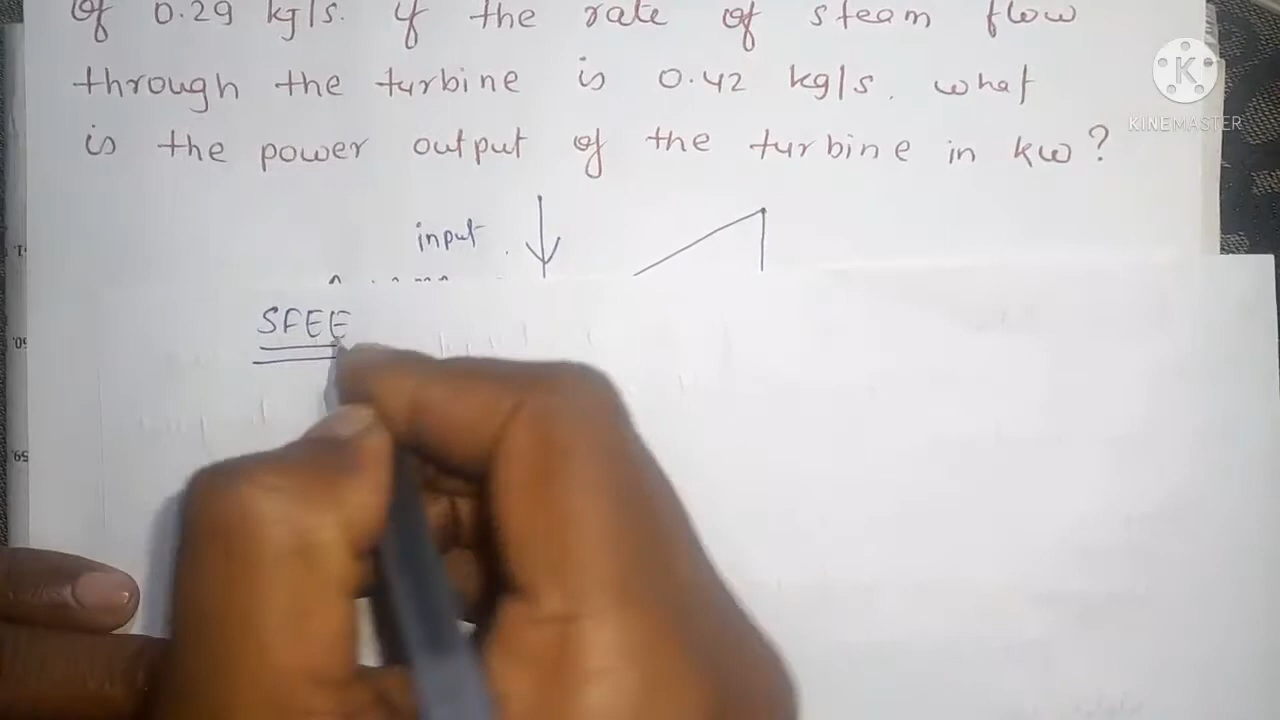 of 0.29 kg/s. if the rate of steam flow
K
through the turbine is 0.42 kg/s. what
KINEMASTER
is the power output of the turbine in kw?
input
SFEE